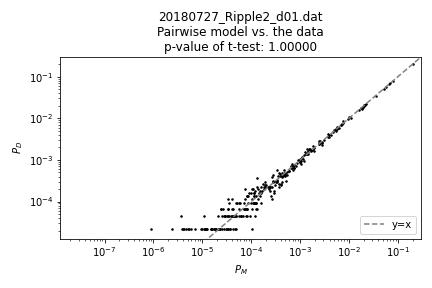 20180727_Ripple2_d01.dat
Pairwise model vs. the data
p-value of t-test: 1.00000
10⁻¹
10⁻²
10⁻³
10⁻⁴
P_D
y=x
10⁻⁷ 10⁻⁶ 10⁻⁵ 10⁻⁴ 10⁻³ 10⁻² 10⁻¹
P_M